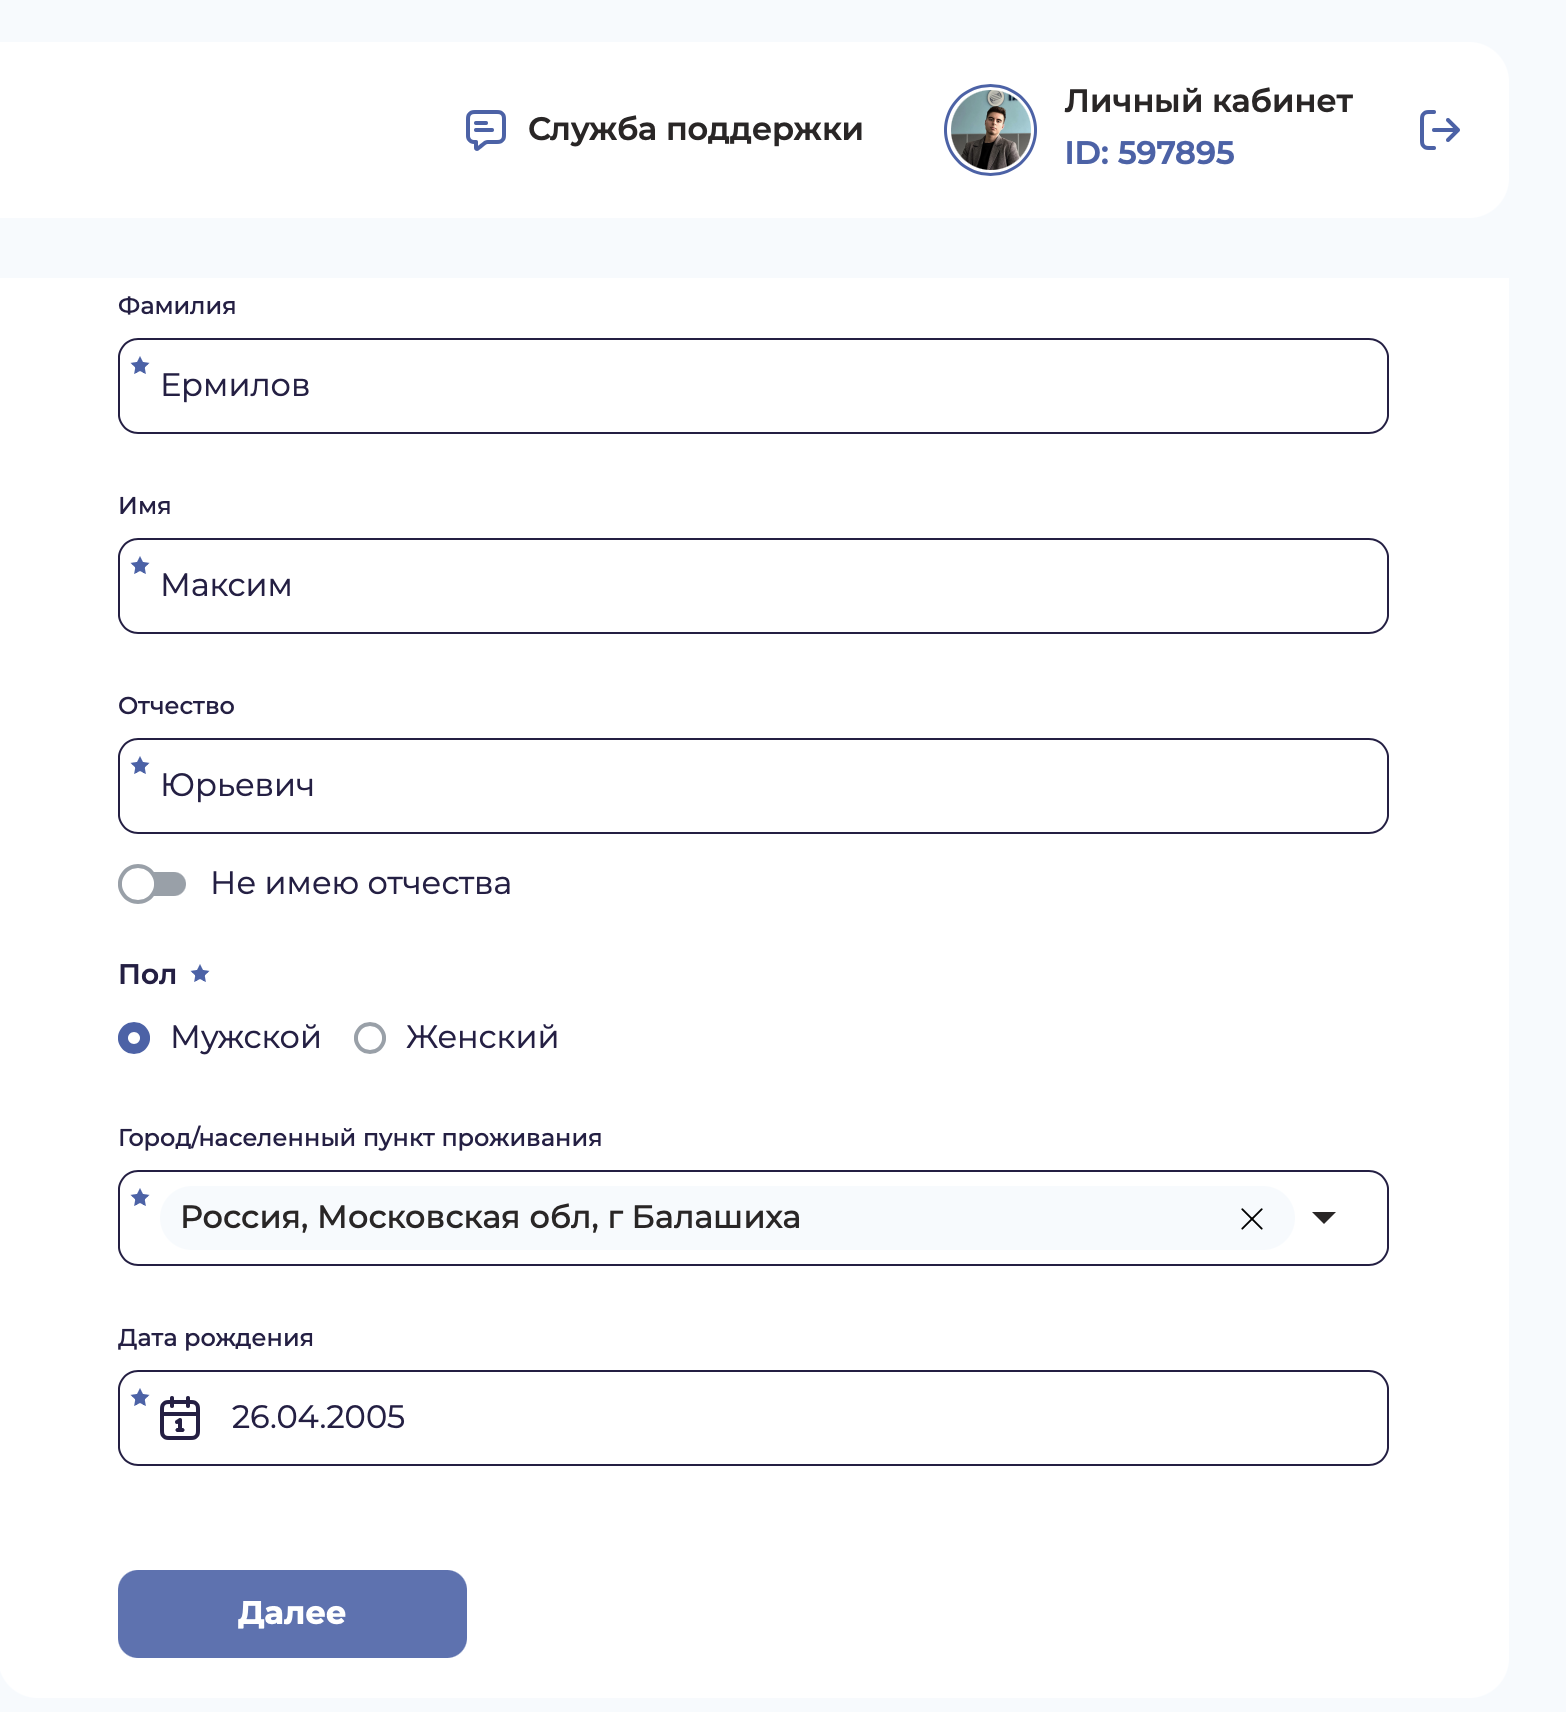 Служба поддержки
Личный кабинет
ID: 597895
Фамилия
Ермилов
Имя
Максим
Отчество
Юрьевич
Не имею отчества
Пол
Мужской Женский
Город/населенный пункт проживания
Россия, Московская обл, г Балашиха
Дата рождения
26.04.2005
Далее